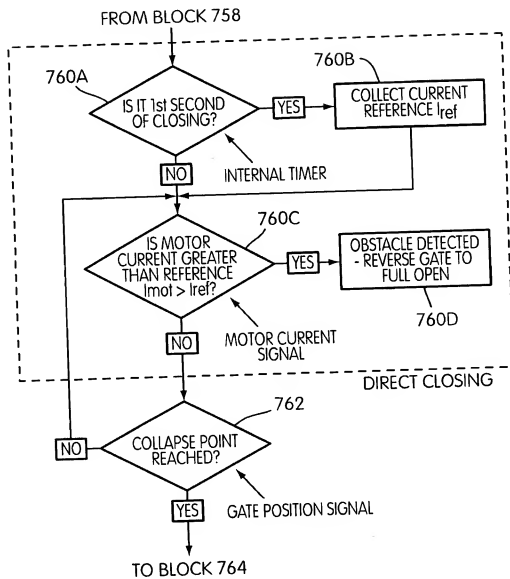 FROM BLOCK 758
760A
IS IT 1st SECOND
OF CLOSING?
YES
760B
COLLECT CURRENT
REFERENCE Iref
INTERNAL TIMER
NO
760C
IS MOTOR
CURRENT GREATER
THAN REFERENCE
Imot > Iref?
YES
OBSTACLE DETECTED
- REVERSE GATE TO
FULL OPEN
760D
MOTOR CURRENT
SIGNAL
NO
DIRECT CLOSING
762
COLLAPSE POINT
REACHED?
NO
GATE POSITION SIGNAL
YES
TO BLOCK 764